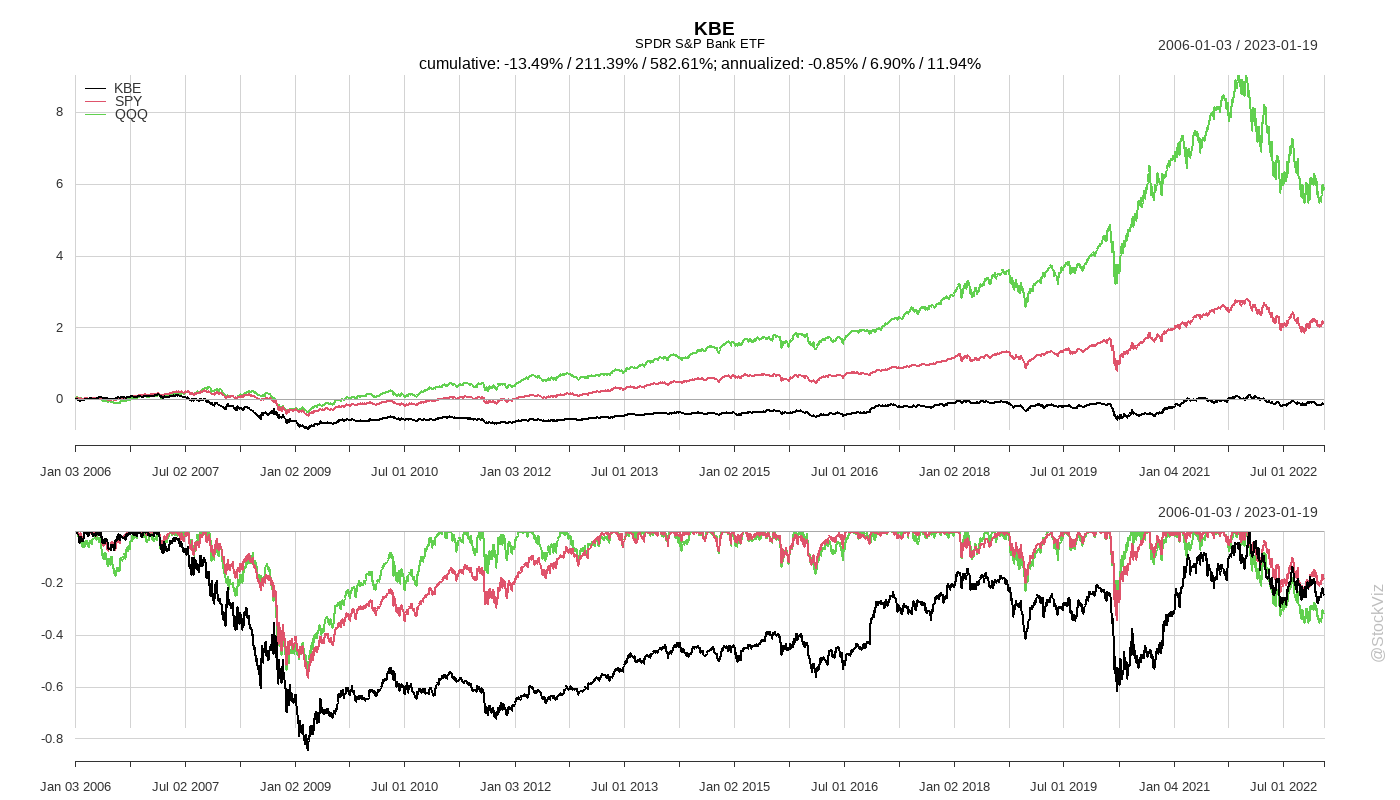 KBE
SPDR S&P Bank ETF
2006-01-03 / 2023-01-19
cumulative: -13.49% / 211.39% / 582.61%; annualized: -0.85% / 6.90% / 11.94%
KBE
SPY
QQQ
8
6
4
2
0
Jan 03 2006 Jul 02 2007 Jan 02 2009 Jul 01 2010 Jan 03 2012 Jul 01 2013 Jan 02 2015 Jul 01 2016 Jan 02 2018 Jul 01 2019 Jan 04 2021 Jul 01 2022
2006-01-03 / 2023-01-19
-0.2
-0.4
-0.6
-0.8
Jan 03 2006 Jul 02 2007 Jan 02 2009 Jul 01 2010 Jan 03 2012 Jul 01 2013 Jan 02 2015 Jul 01 2016 Jan 02 2018 Jul 01 2019 Jan 04 2021 Jul 01 2022
@StockViz